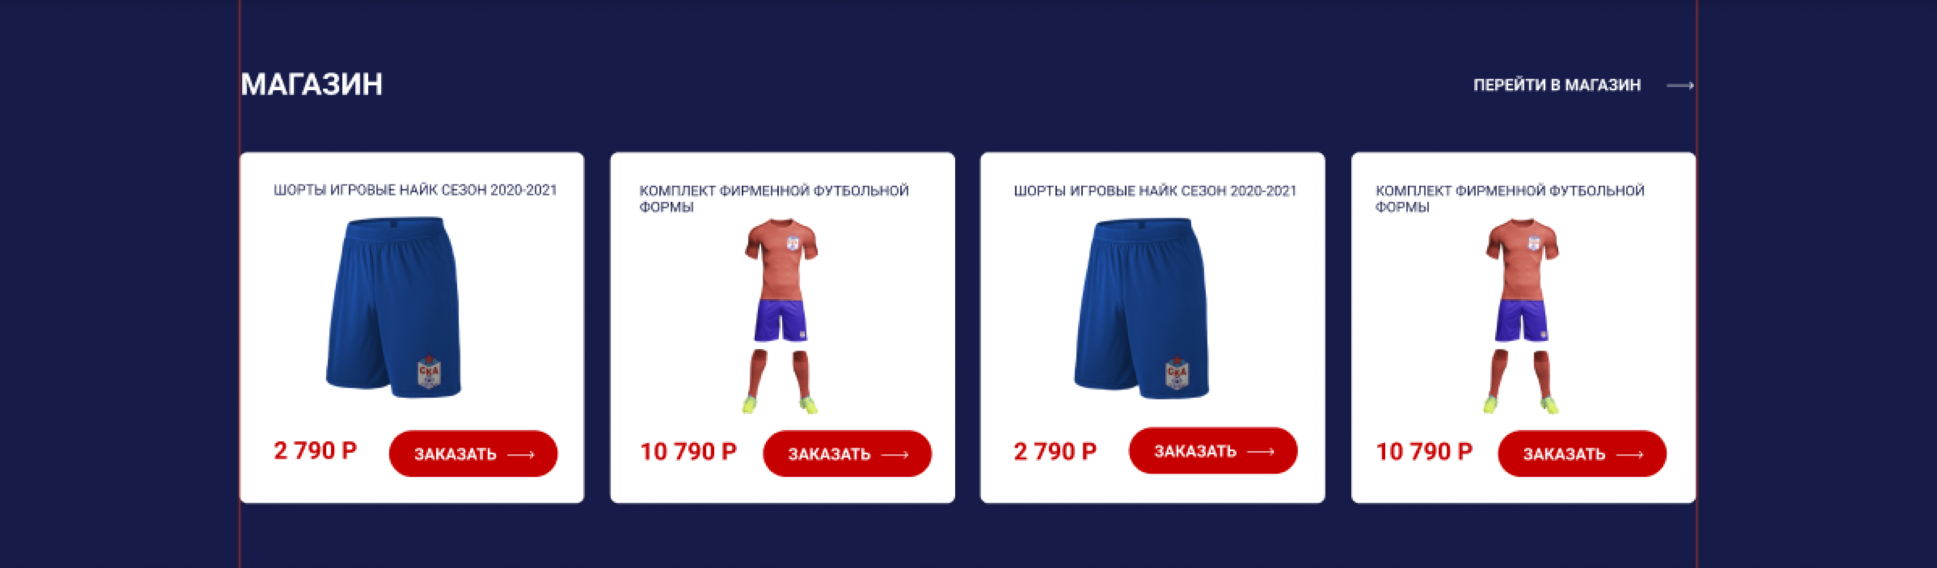 МАГАЗИН
ПЕРЕЙТИ В МАГАЗИН
ШОРТЫ ИГРОВЫЕ НАЙК СЕЗОН 2020-2021
СКА
2 790 Р
ЗАКАЗАТЬ
КОМПЛЕКТ ФИРМЕННОЙ ФУТБОЛЬНОЙ
ФОРМЫ
10 790 Р
ЗАКАЗАТЬ
ШОРТЫ ИГРОВЫЕ НАЙК СЕЗОН 2020-2021
СКА
2 790 Р
ЗАКАЗАТЬ
КОМПЛЕКТ ФИРМЕННОЙ ФУТБОЛЬНОЙ
ФОРМЫ
10 790 Р
ЗАКАЗАТЬ